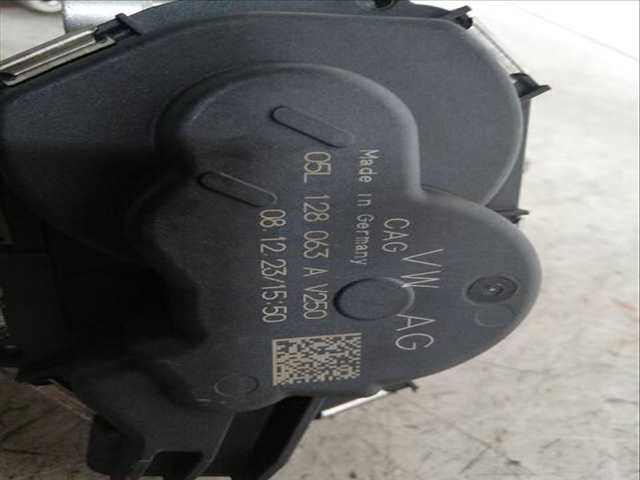 VW AG
CAG
Made in Germany
05L 128 063 A V250
08.12.23/15:50